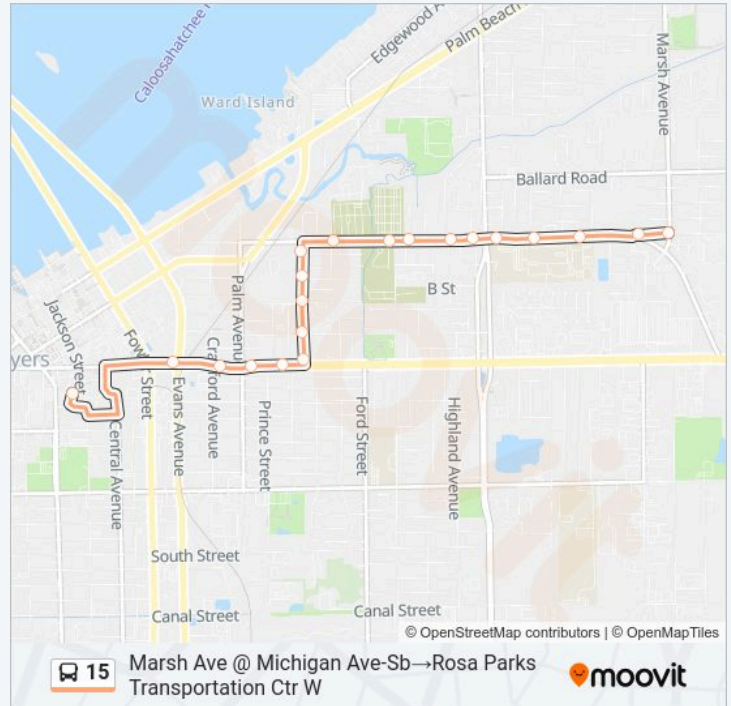 Caloosahatchee
Edgewood
Palm Beach
Ward Island
Marsh Avenue
Ballard Road
B St
Palm Avenue
Jackson Street
Fowler Street
yers
Crawford Avenue
Evans Avenue
Central Avenue
Prince Street
Ford Street
Highland Avenue
South Street
Canal Street
Canal Street
© OpenStreetMap contributors | © OpenMapTiles
15
Marsh Ave @ Michigan Ave-Sb→Rosa Parks
Transportation Ctr W
moovit